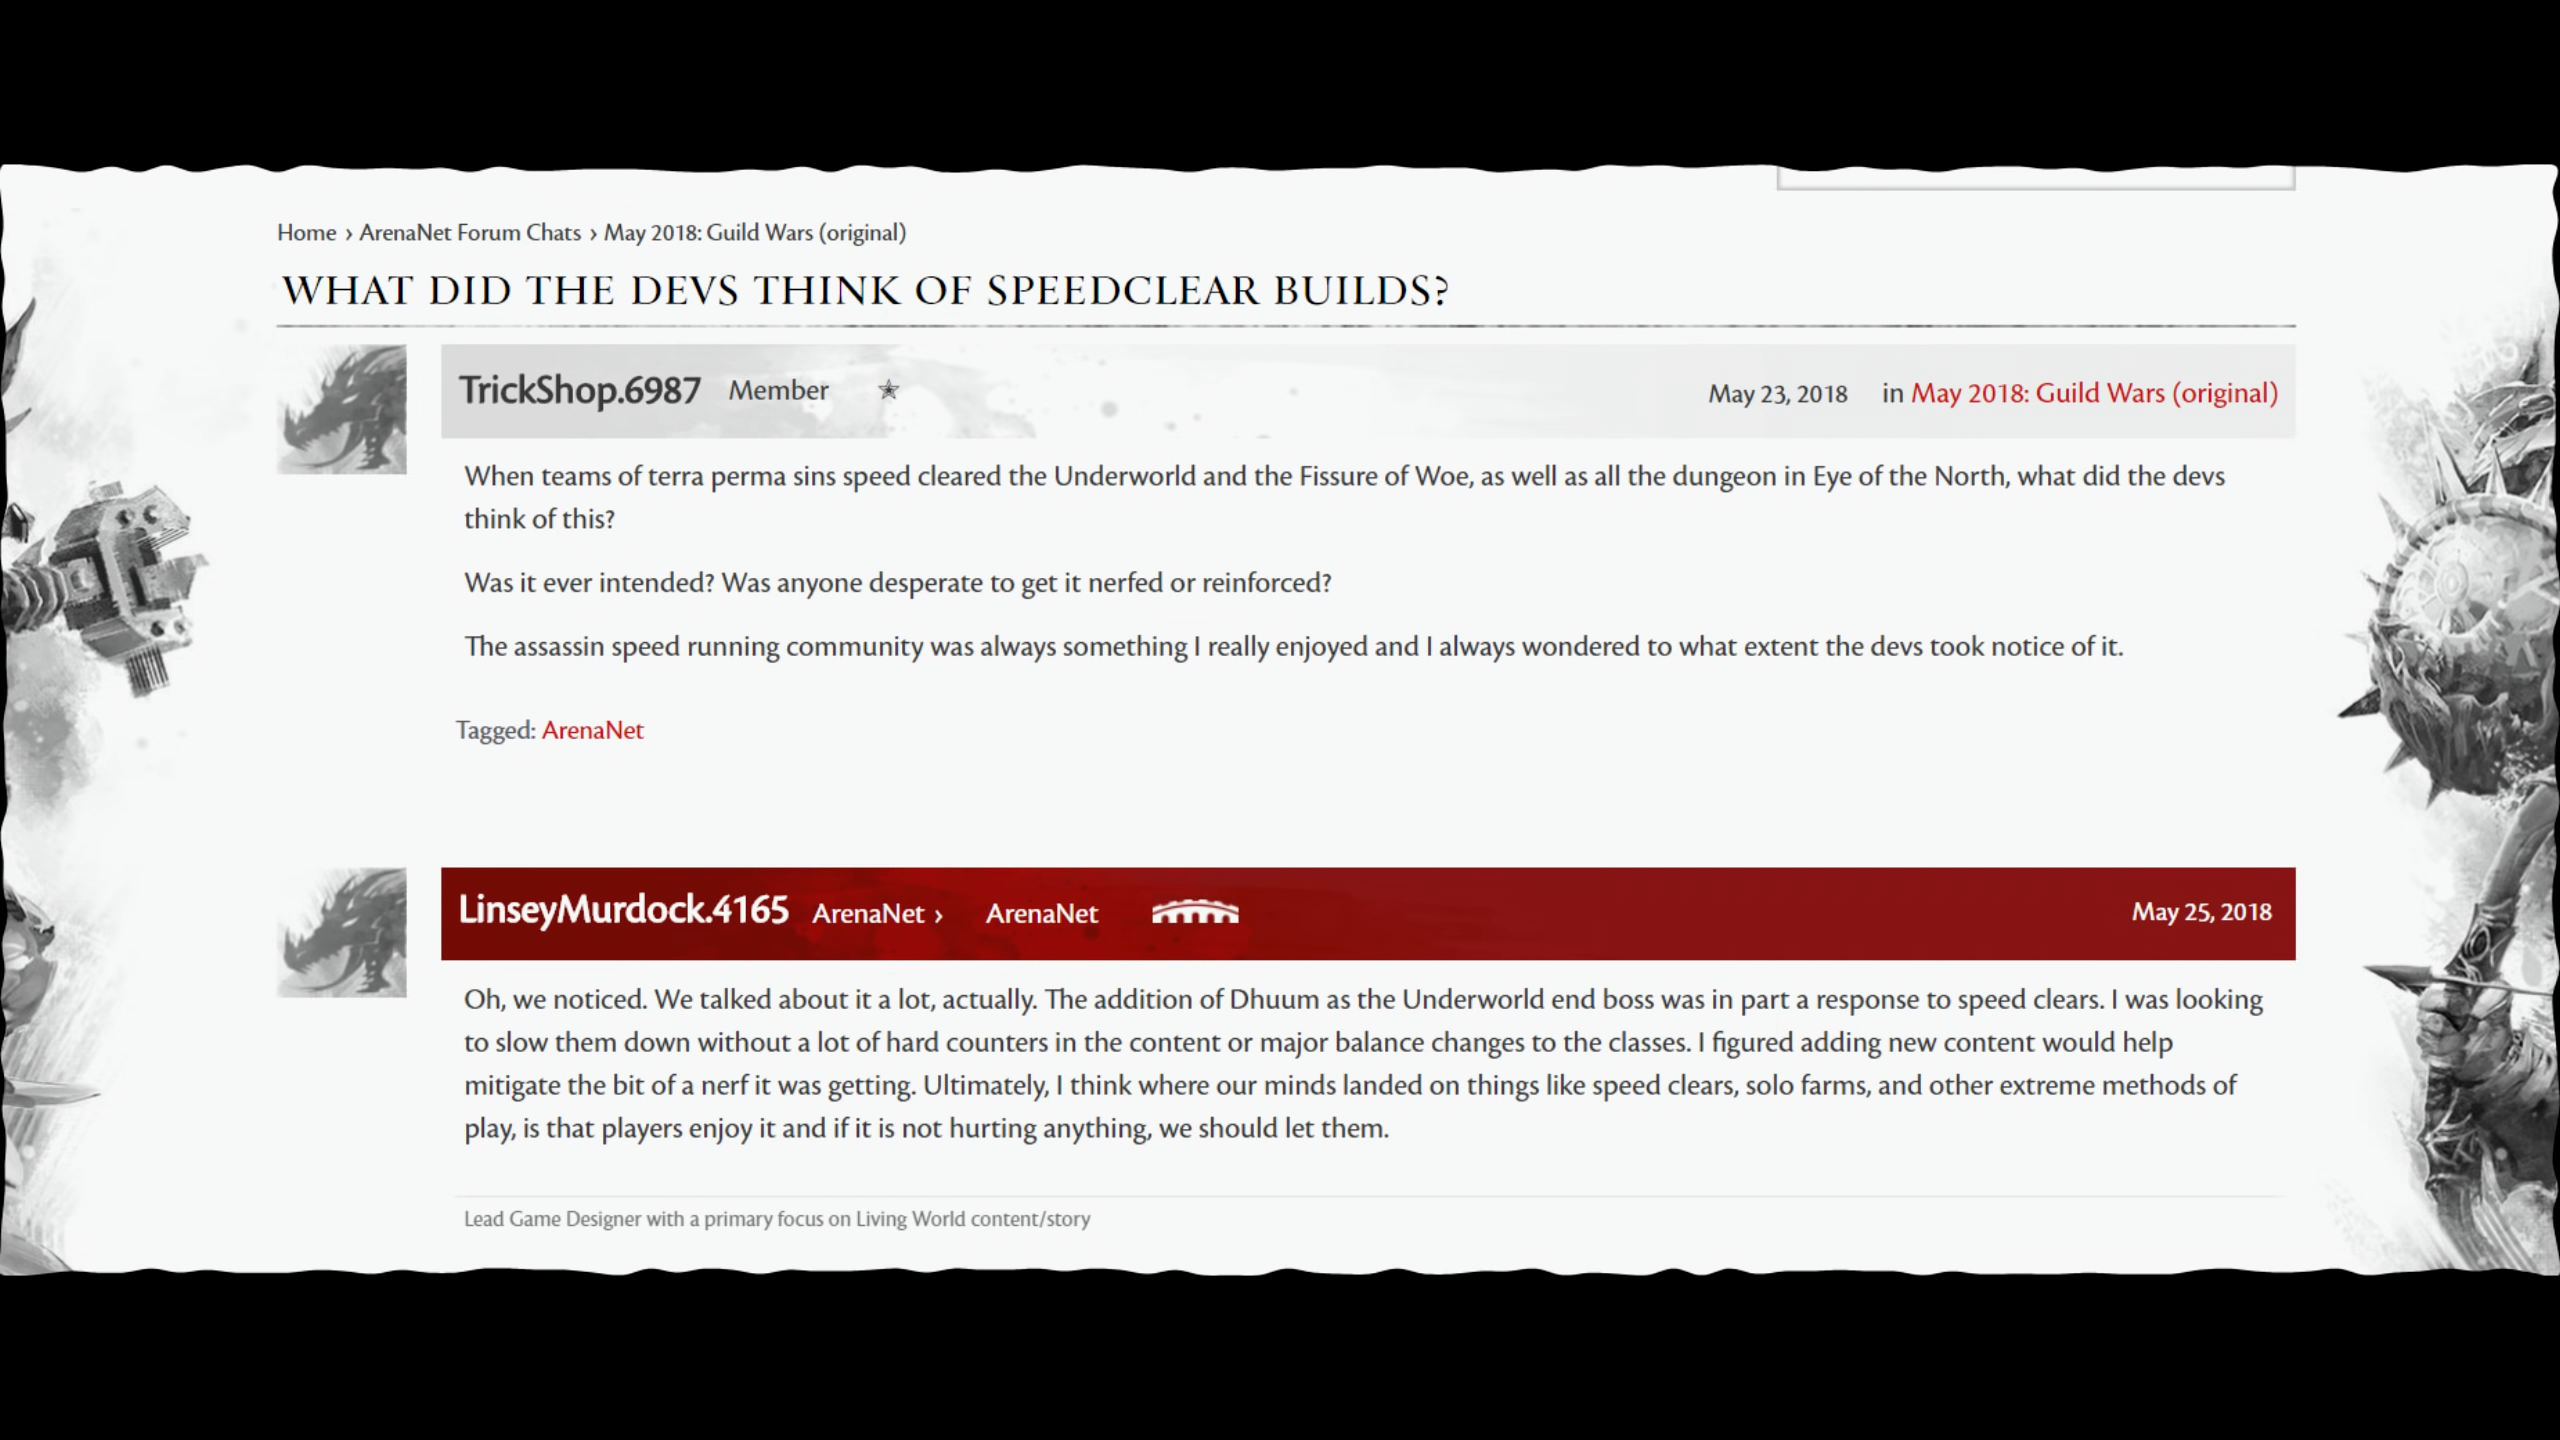 Home › ArenaNet Forum Chats › May 2018: Guild Wars (original)
WHAT DID THE DEVS THINK OF SPEEDCLEAR BUILDS?
TrickShop.6987 Member ★ May 23, 2018 in May 2018: Guild Wars (original)
When teams of terra perma sins speed cleared the Underworld and the Fissure of Woe, as well as all the dungeon in Eye of the North, what did the devs
think of this?
Was it ever intended? Was anyone desperate to get it nerfed or reinforced?
The assassin speed running community was always something I really enjoyed and I always wondered to what extent the devs took notice of it.
Tagged: ArenaNet
LinseyMurdock.4165 ArenaNet › ArenaNet May 25, 2018
Oh, we noticed. We talked about it a lot, actually. The addition of Dhuum as the Underworld end boss was in part a response to speed clears. I was looking
to slow them down without a lot of hard counters in the content or major balance changes to the classes. I figured adding new content would help
mitigate the bit of a nerf it was getting. Ultimately, I think where our minds landed on things like speed clears, solo farms, and other extreme methods of
play, is that players enjoy it and if it is not hurting anything, we should let them.
Lead Game Designer with a primary focus on Living World content/story